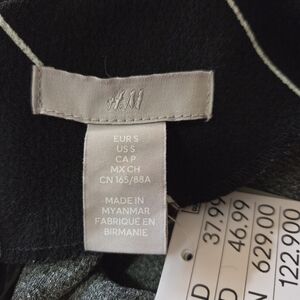 H&M
EUR S
US S
CA P
MX CH
CN 165/88A
MADE IN
MYANMAR
FABRIQUÉ EN
BIRMANIE
D 37.99
D 46.99
N 629.00
122.900